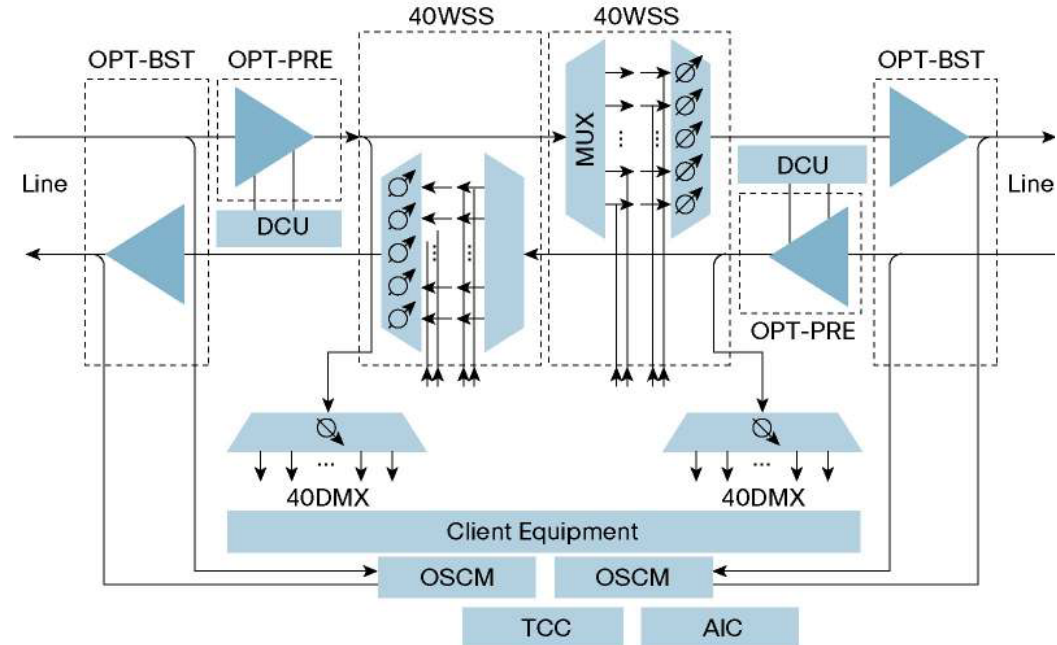 40WSS
40WSS
OPT-BST
OPT-PRE
OPT-BST
MUX
DCU
Line
Line
DCU
OPT-PRE
...
...
40DMX
40DMX
Client Equipment
OSCM
OSCM
TCC
AIC